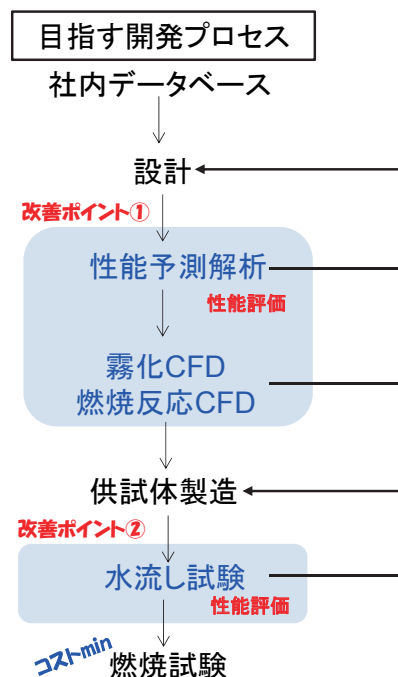 目指す開発プロセス
社内データベース
設計
改善ポイント①
性能予測解析
性能評価
霧化CFD
燃焼反応CFD
供試体製造
改善ポイント②
水流し試験
性能評価
コストmin
燃焼試験